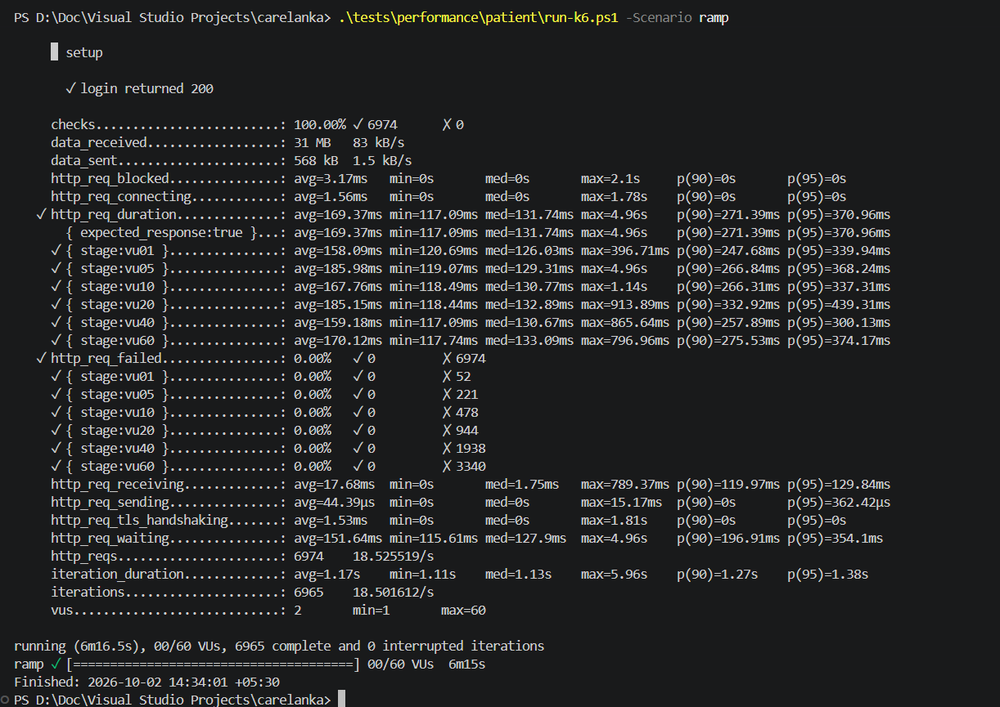 PS D:\Doc\Visual Studio Projects\carelanka> .\tests\performance\patient\run-k6.ps1 -Scenario ramp
█ setup
✓ login returned 200
checks.........................: 100.00% ✓ 6974 ✗ 0
data_received..................: 31 MB 83 kB/s
data_sent......................: 568 kB 1.5 kB/s
http_req_blocked...............: avg=3.17ms min=0s med=0s max=2.1s p(90)=0s p(95)=0s
http_req_connecting............: avg=1.56ms min=0s med=0s max=1.78s p(90)=0s p(95)=0s
✓ http_req_duration..............: avg=169.37ms min=117.09ms med=131.74ms max=4.96s p(90)=271.39ms p(95)=370.96ms
{ expected_response:true }...: avg=169.37ms min=117.09ms med=131.74ms max=4.96s p(90)=271.39ms p(95)=370.96ms
✓ { stage:vu01 }...............: avg=158.09ms min=120.69ms med=126.03ms max=396.71ms p(90)=247.68ms p(95)=339.94ms
✓ { stage:vu05 }...............: avg=185.98ms min=119.07ms med=129.31ms max=4.96s p(90)=266.84ms p(95)=368.24ms
✓ { stage:vu10 }...............: avg=167.76ms min=118.49ms med=130.77ms max=1.14s p(90)=266.31ms p(95)=337.31ms
✓ { stage:vu20 }...............: avg=185.15ms min=118.44ms med=132.89ms max=913.89ms p(90)=332.92ms p(95)=439.31ms
✓ { stage:vu40 }...............: avg=159.18ms min=117.09ms med=130.67ms max=865.64ms p(90)=257.89ms p(95)=300.13ms
✓ { stage:vu60 }...............: avg=170.12ms min=117.74ms med=133.09ms max=796.96ms p(90)=275.53ms p(95)=374.17ms
✓ http_req_failed................: 0.00% ✓ 0 ✗ 6974
✓ { stage:vu01 }...............: 0.00% ✓ 0 ✗ 52
✓ { stage:vu05 }...............: 0.00% ✓ 0 ✗ 221
✓ { stage:vu10 }...............: 0.00% ✓ 0 ✗ 478
✓ { stage:vu20 }...............: 0.00% ✓ 0 ✗ 944
✓ { stage:vu40 }...............: 0.00% ✓ 0 ✗ 1938
✓ { stage:vu60 }...............: 0.00% ✓ 0 ✗ 3340
http_req_receiving.............: avg=17.68ms min=0s med=1.75ms max=789.37ms p(90)=119.97ms p(95)=129.84ms
http_req_sending...............: avg=44.39µs min=0s med=0s max=15.17ms p(90)=0s p(95)=362.42µs
http_req_tls_handshaking.......: avg=1.53ms min=0s med=0s max=1.81s p(90)=0s p(95)=0s
http_req_waiting...............: avg=151.64ms min=115.61ms med=127.9ms max=4.96s p(90)=196.91ms p(95)=354.1ms
http_reqs......................: 6974 18.525519/s
iteration_duration.............: avg=1.17s min=1.11s med=1.13s max=5.96s p(90)=1.27s p(95)=1.38s
iterations.....................: 6965 18.501612/s
vus............................: 2 min=1 max=60
running (6m16.5s), 00/60 VUs, 6965 complete and 0 interrupted iterations
ramp ✓ [======================================] 00/60 VUs 6m15s
Finished: 2026-10-02 14:34:01 +05:30
PS D:\Doc\Visual Studio Projects\carelanka>